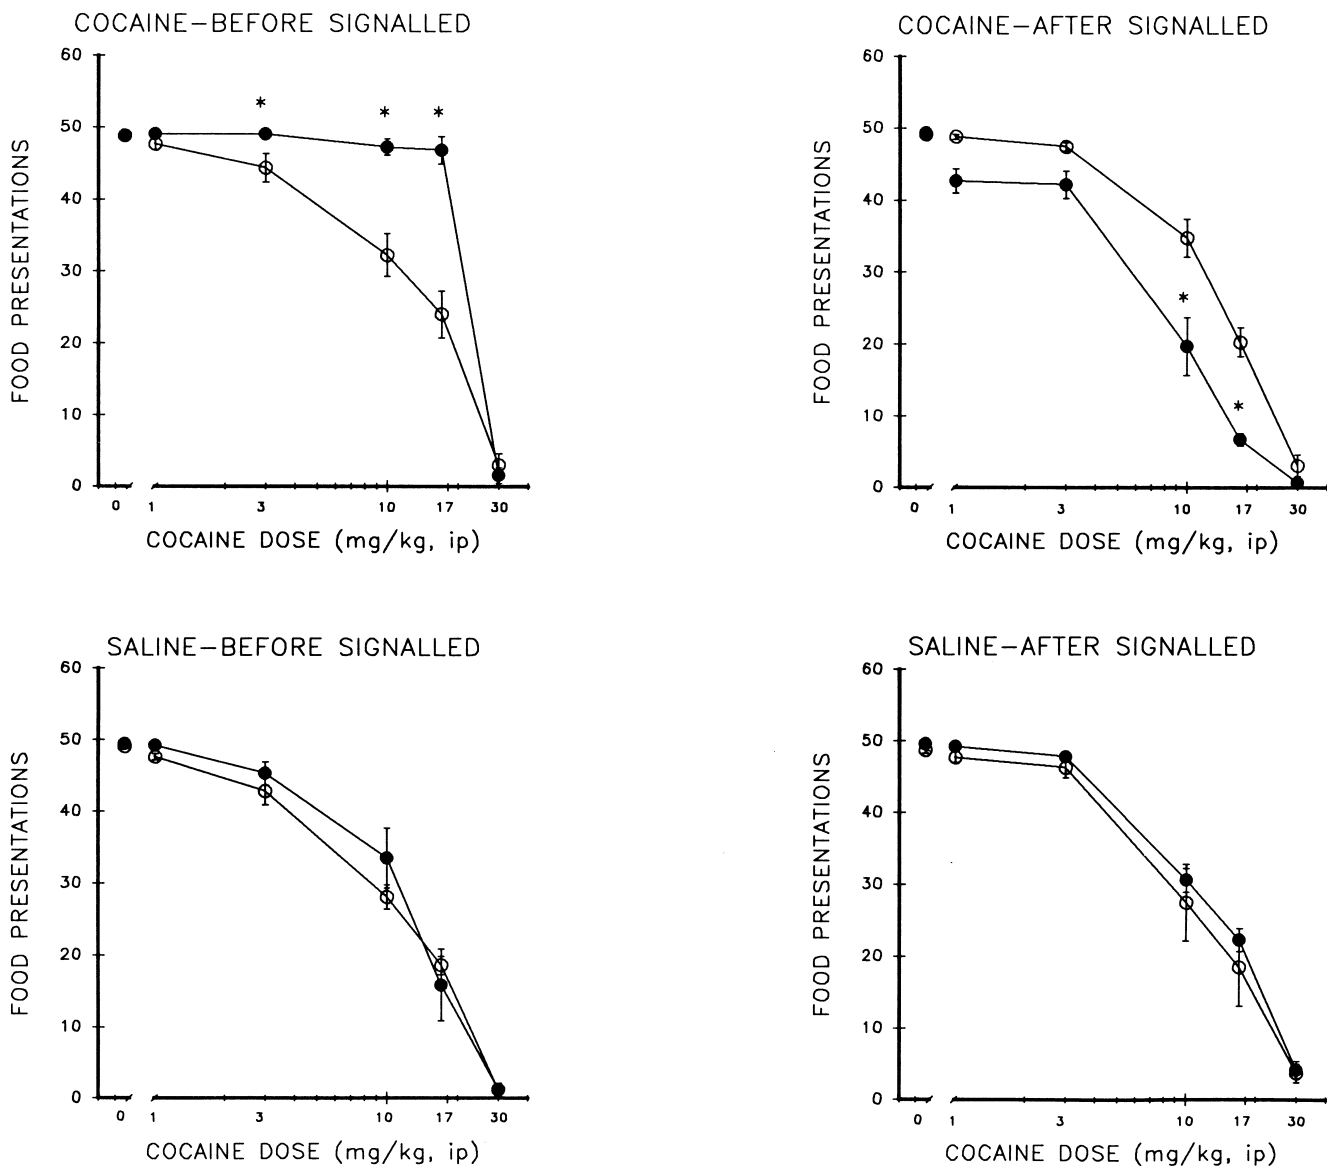 COCAINE-BEFORE SIGNALLED
60
50
40
30
20
10
0
* * *
FOOD PRESENTATIONS
0 1 3 10 17 30
COCAINE DOSE (mg/kg, ip)
COCAINE-AFTER SIGNALLED
60
50
40
30
20
10
0
*
*
FOOD PRESENTATIONS
0 1 3 10 17 30
COCAINE DOSE (mg/kg, ip)
SALINE-BEFORE SIGNALLED
60
50
40
30
20
10
0
FOOD PRESENTATIONS
0 1 3 10 17 30
COCAINE DOSE (mg/kg, ip)
SALINE-AFTER SIGNALLED
60
50
40
30
20
10
0
FOOD PRESENTATIONS
0 1 3 10 17 30
COCAINE DOSE (mg/kg, ip)